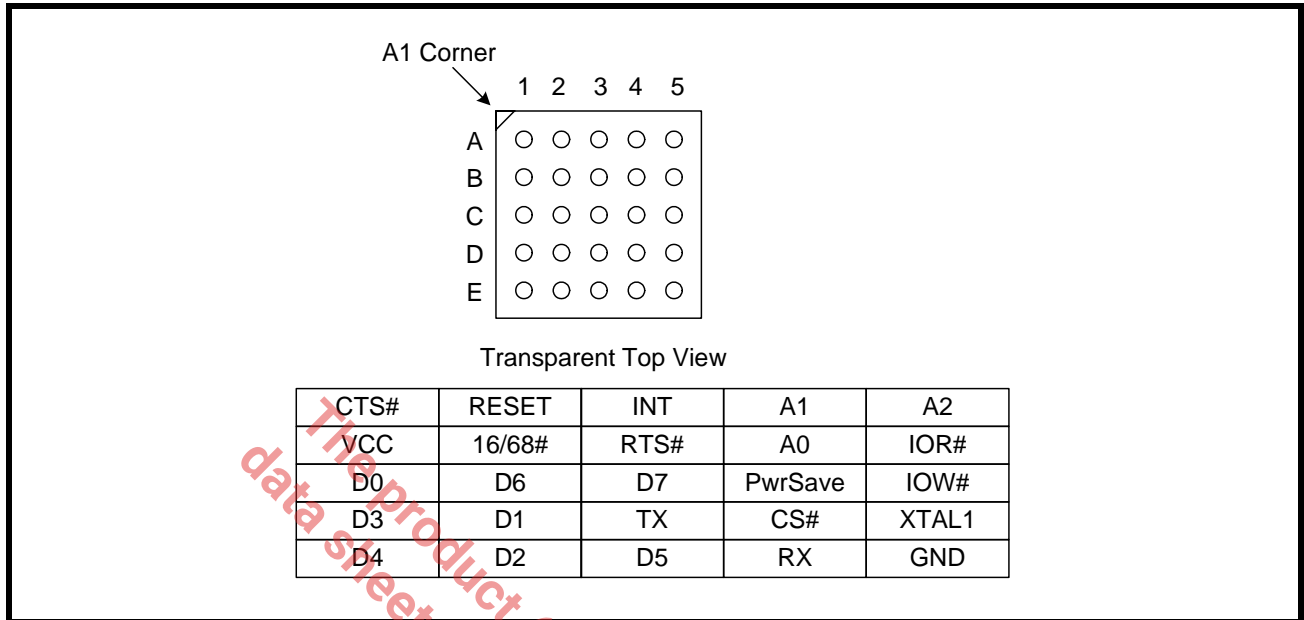 A1 Corner
1 2 3 4 5
A
B
C
D
E
Transparent Top View
CTS# RESET INT A1 A2
VCC 16/68# RTS# A0 IOR#
D0 D6 D7 PwrSave IOW#
D3 D1 TX CS# XTAL1
D4 D2 D5 RX GND
The product
data sheet